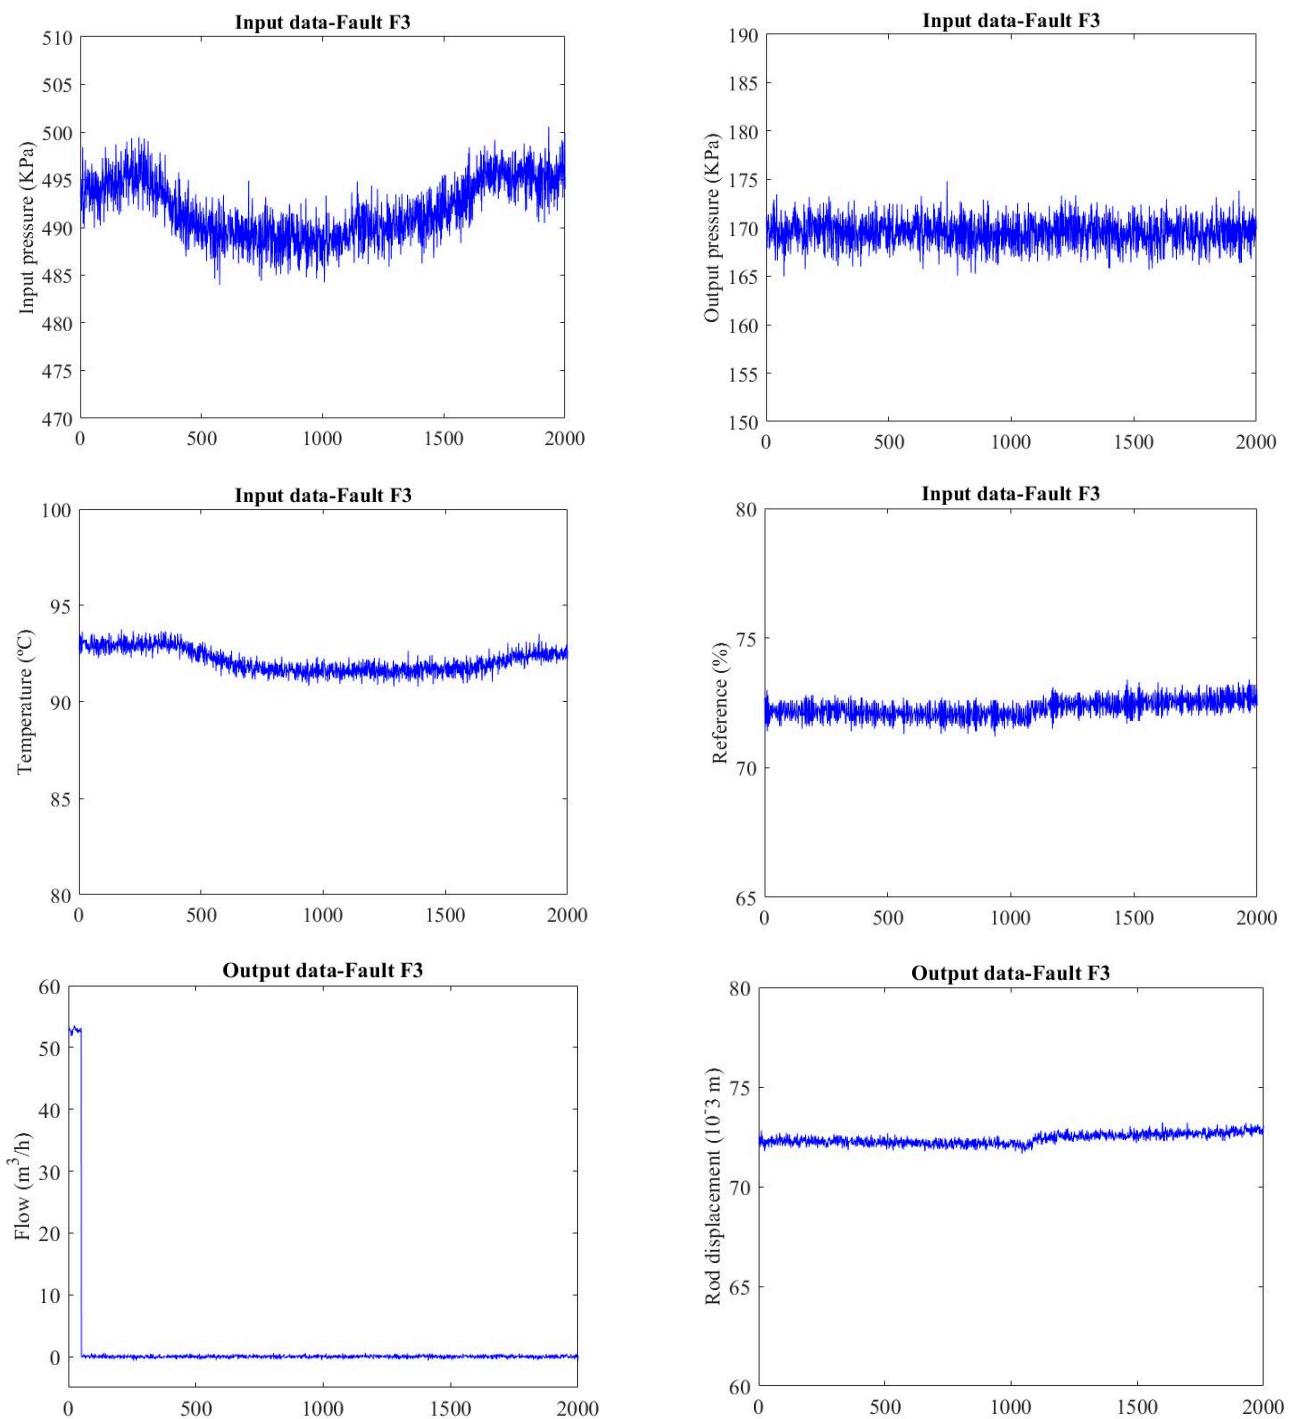 Input data-Fault F3
510
505
500
495
490
485
480
475
470
Input pressure (KPa)
0 500 1000 1500 2000
Input data-Fault F3
190
185
180
175
170
165
160
155
150
Output pressure (KPa)
0 500 1000 1500 2000
Input data-Fault F3
100
95
90
85
80
Temperature (ºC)
0 500 1000 1500 2000
Input data-Fault F3
80
75
70
65
Reference (%)
0 500 1000 1500 2000
Output data-Fault F3
60
50
40
30
20
10
0
Flow (m³/h)
0 500 1000 1500 2000
Output data-Fault F3
80
75
70
65
60
Rod displacement (10⁻3 m)
0 500 1000 1500 2000